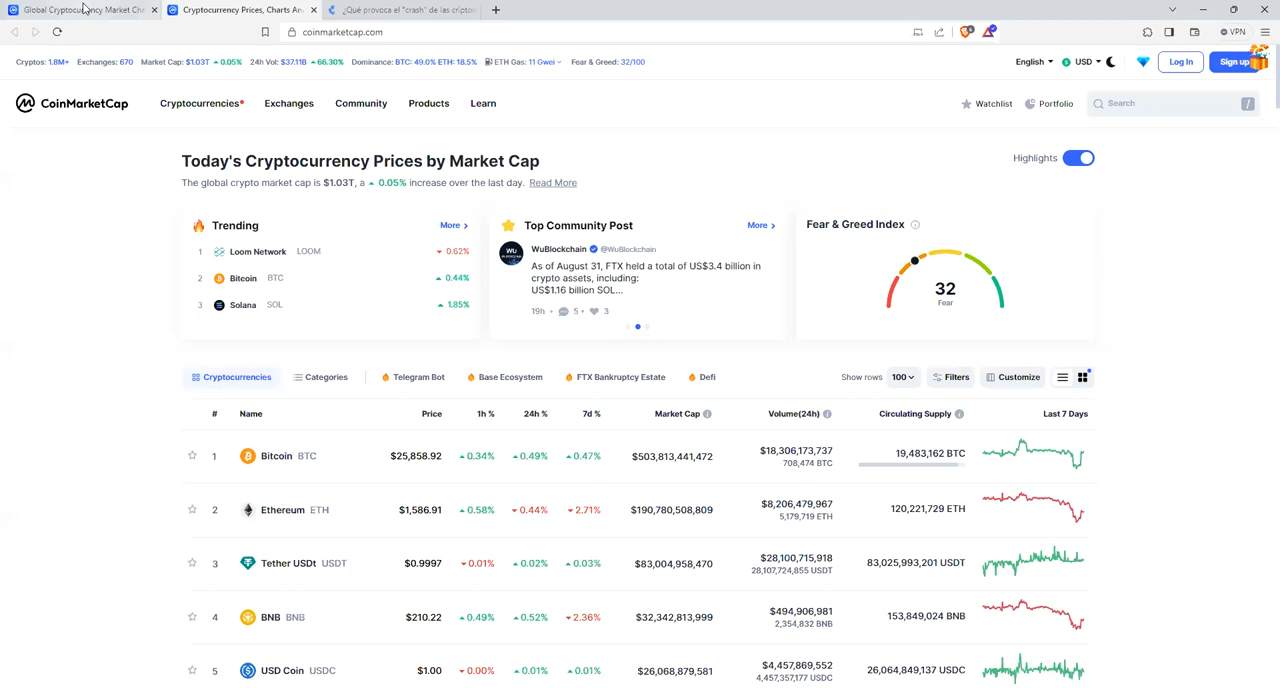 Global Cryptocurrency Market Cha
Cryptocurrency Prices, Charts An
¿Qué provoca el "crash" de las cripton
coinmarketcap.com
VPN
Cryptos: 1.8M+ Exchanges: 670 Market Cap: $1.03T 0.05% 24h Vol: $37.11B 66.30% Dominance: BTC: 49.0% ETH: 18.5% ETH Gas: 11 Gwei Fear & Greed: 32/100
English USD Log In Sign up
CoinMarketCap Cryptocurrencies Exchanges Community Products Learn Watchlist Portfolio Search /
Today's Cryptocurrency Prices by Market Cap
Highlights
The global crypto market cap is $1.03T, a 0.05% increase over the last day. Read More
Trending More
1 Loom Network LOOM 0.62%
2 Bitcoin BTC 0.44%
3 Solana SOL 1.85%
Top Community Post More
WuBlockchain @WuBlockchain
As of August 31, FTX held a total of US$3.4 billion in
crypto assets, including:
US$1.16 billion SOL...
19h • 5 • 3
Fear & Greed Index
32
Fear
Cryptocurrencies Categories Telegram Bot Base Ecosystem FTX Bankruptcy Estate Defi Show rows 100 Filters Customize
# Name Price 1h % 24h % 7d % Market Cap Volume(24h) Circulating Supply Last 7 Days
1 Bitcoin BTC $25,858.92 0.34% 0.49% 0.47% $503,813,441,472 $18,306,173,737 19,483,162 BTC
708,474 BTC
2 Ethereum ETH $1,586.91 0.58% 0.44% 2.71% $190,780,508,809 $8,206,479,967 120,221,729 ETH
5,179,719 ETH
3 Tether USDt USDT $0.9997 0.01% 0.02% 0.03% $83,004,958,470 $28,100,715,918 83,025,993,201 USDT
28,107,724,855 USDT
4 BNB BNB $210.22 0.49% 0.52% 2.36% $32,342,813,999 $494,906,981 153,849,024 BNB
2,354,832 BNB
5 USD Coin USDC $1.00 0.00% 0.01% 0.01% $26,068,879,581 $4,457,869,552 26,064,849,137 USDC
4,457,357,177 USDC